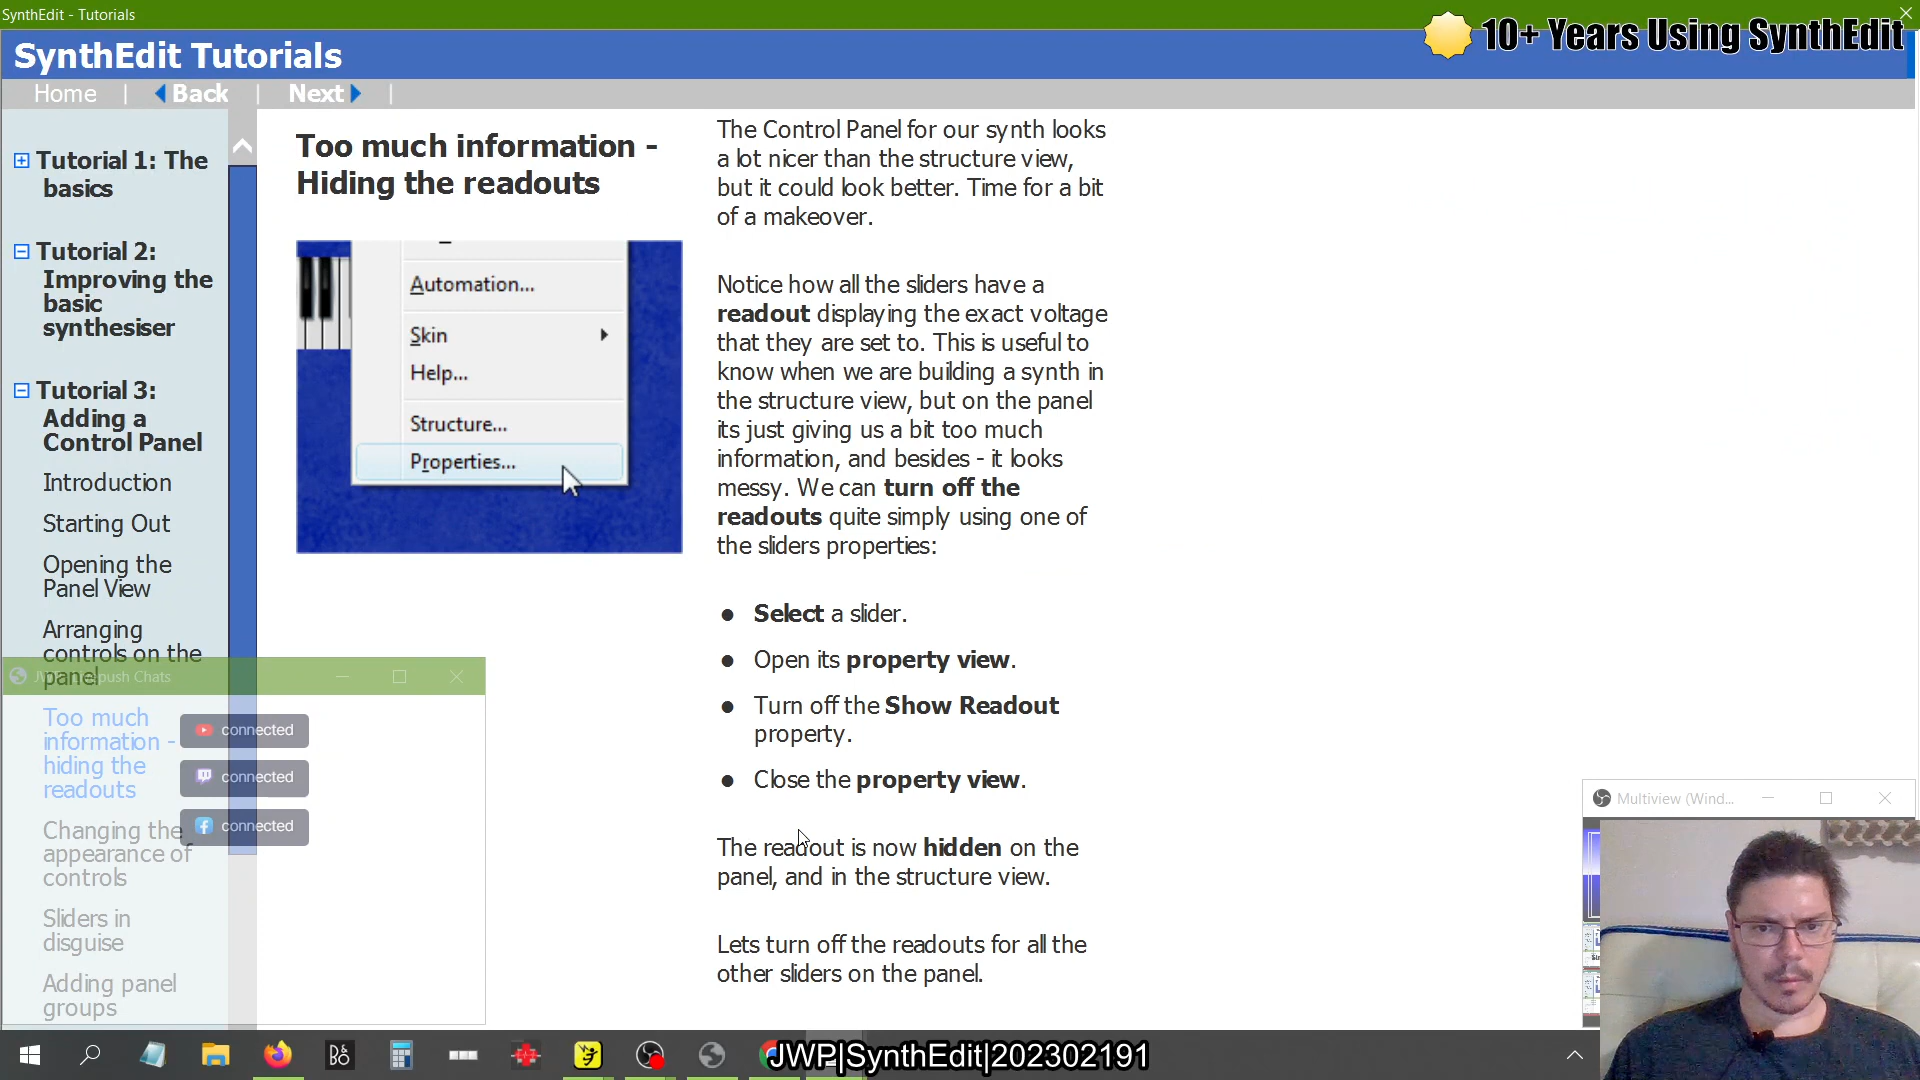 SynthEdit - Tutorials
10+ Years Using SynthEdit
SynthEdit Tutorials
Home | Back | Next |
Tutorial 1: The
basics
Tutorial 2:
Improving the
basic
synthesiser
Tutorial 3:
Adding a
Control Panel
Introduction
Starting Out
Opening the
Panel View
Arranging
controls on the
panel
Too much
information -
hiding the
readouts
Changing the
appearance of
controls
Sliders in
disguise
Adding panel
groups
push Chats
connected
connected
connected
Too much information -
Hiding the readouts
Automation...
Skin
Help...
Structure...
Properties...
The Control Panel for our synth looks
a lot nicer than the structure view,
but it could look better. Time for a bit
of a makeover.
Notice how all the sliders have a
readout displaying the exact voltage
that they are set to. This is useful to
know when we are building a synth in
the structure view, but on the panel
its just giving us a bit too much
information, and besides - it looks
messy. We can turn off the
readouts quite simply using one of
the sliders properties:
● Select a slider.
● Open its property view.
● Turn off the Show Readout
property.
● Close the property view.
The readout is now hidden on the
panel, and in the structure view.
Lets turn off the readouts for all the
other sliders on the panel.
Multiview (Wind...
JWP|SynthEdit|202302191